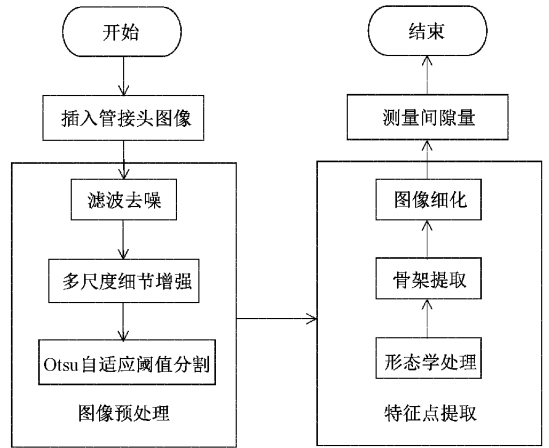 开始
插入管接头图像
滤波去噪
多尺度细节增强
Otsu自适应阈值分割
图像预处理
结束
测量间隙量
图像细化
骨架提取
形态学处理
特征点提取